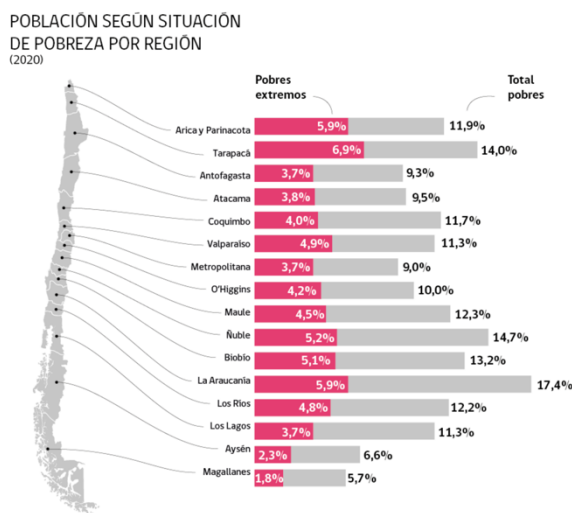 POBLACIÓN SEGÚN SITUACIÓN
DE POBREZA POR REGIÓN
(2020)
Pobres extremos
Total pobres
Arica y Parinacota 5,9% 11,9%
Tarapacá 6,9% 14,0%
Antofagasta 3,7% 9,3%
Atacama 3,8% 9,5%
Coquimbo 4,0% 11,7%
Valparaíso 4,9% 11,3%
Metropolitana 3,7% 9,0%
O'Higgins 4,2% 10,0%
Maule 4,5% 12,3%
Ñuble 5,2% 14,7%
Biobío 5,1% 13,2%
La Araucanía 5,9% 17,4%
Los Ríos 4,8% 12,2%
Los Lagos 3,7% 11,3%
Aysén 2,3% 6,6%
Magallanes 1,8% 5,7%